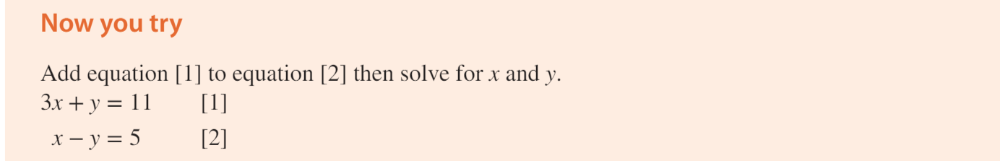 Now you try
Add equation [1] to equation [2] then solve for x and y.
3x + y = 11 [1]
x − y = 5 [2]